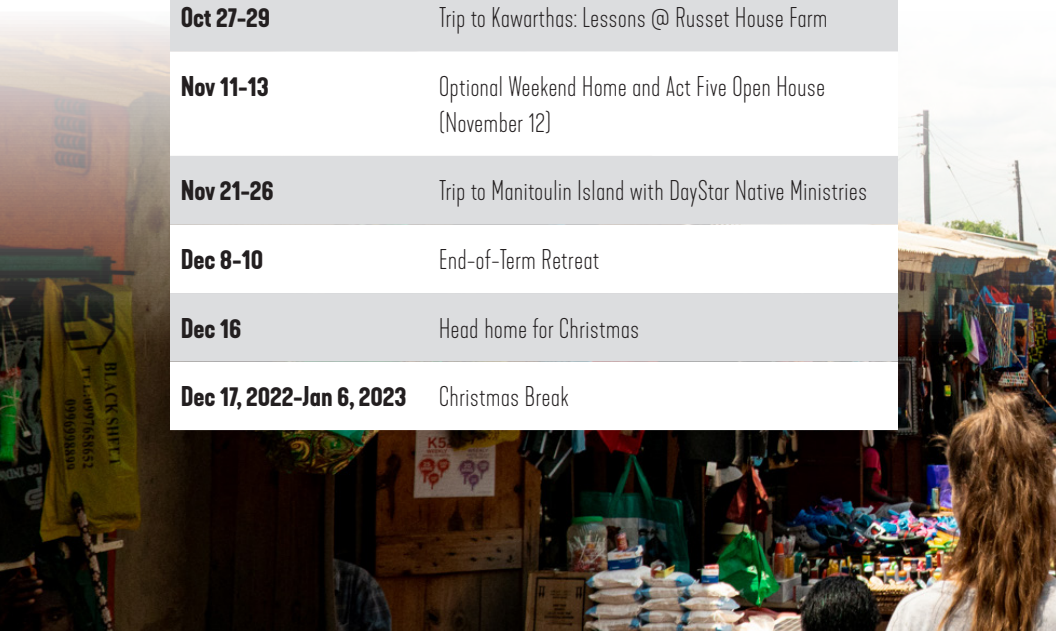 Oct 27-29 Trip to Kawarthas: Lessons @ Russet House Farm
Nov 11-13 Optional Weekend Home and Act Five Open House
(November 12)
Nov 21-26 Trip to Manitoulin Island with DayStar Native Ministries
Dec 8-10 End-of-Term Retreat
Dec 16 Head home for Christmas
Dec 17, 2022-Jan 6, 2023 Christmas Break
BLACK SHEET
K5